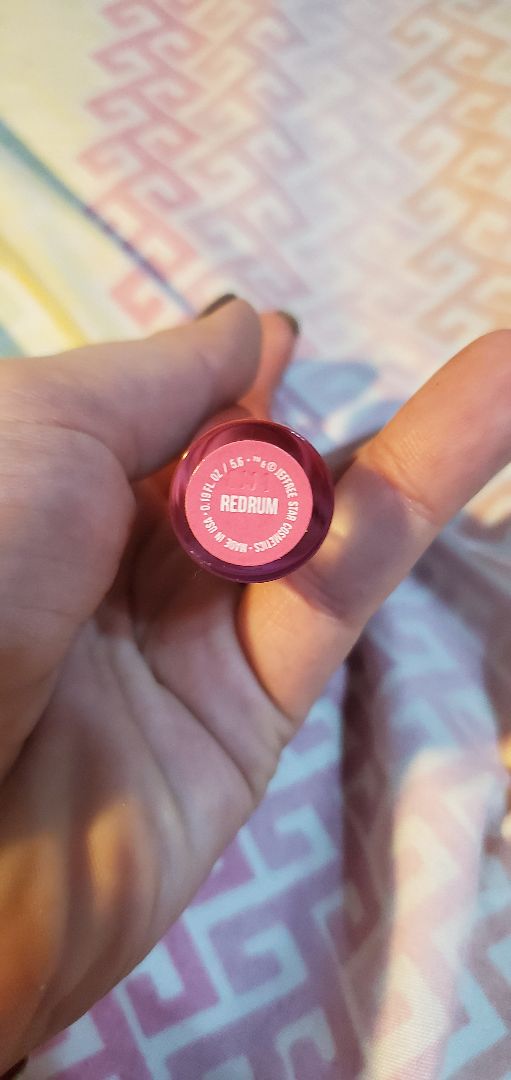 REDRUM
MADE IN USA • 0.19 FL. OZ / 5.6 • ™ & © JEFFREE STAR COSMETICS •